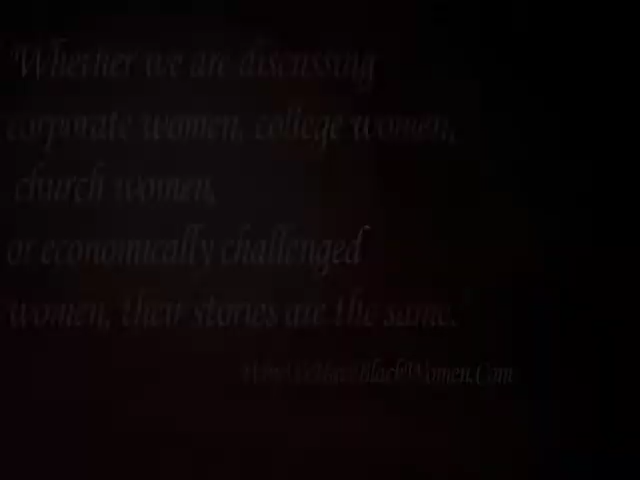 "Whether we are discussing
corporate women, college women,
church women,
or economically challenged
women, their stories are the same."